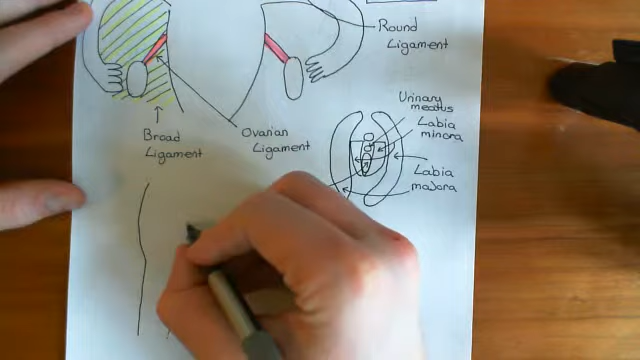 Round
Ligament
Urinary
meatus
Labia
minora
Broad
Ligament
Ovarian
Ligament
Labia
majora